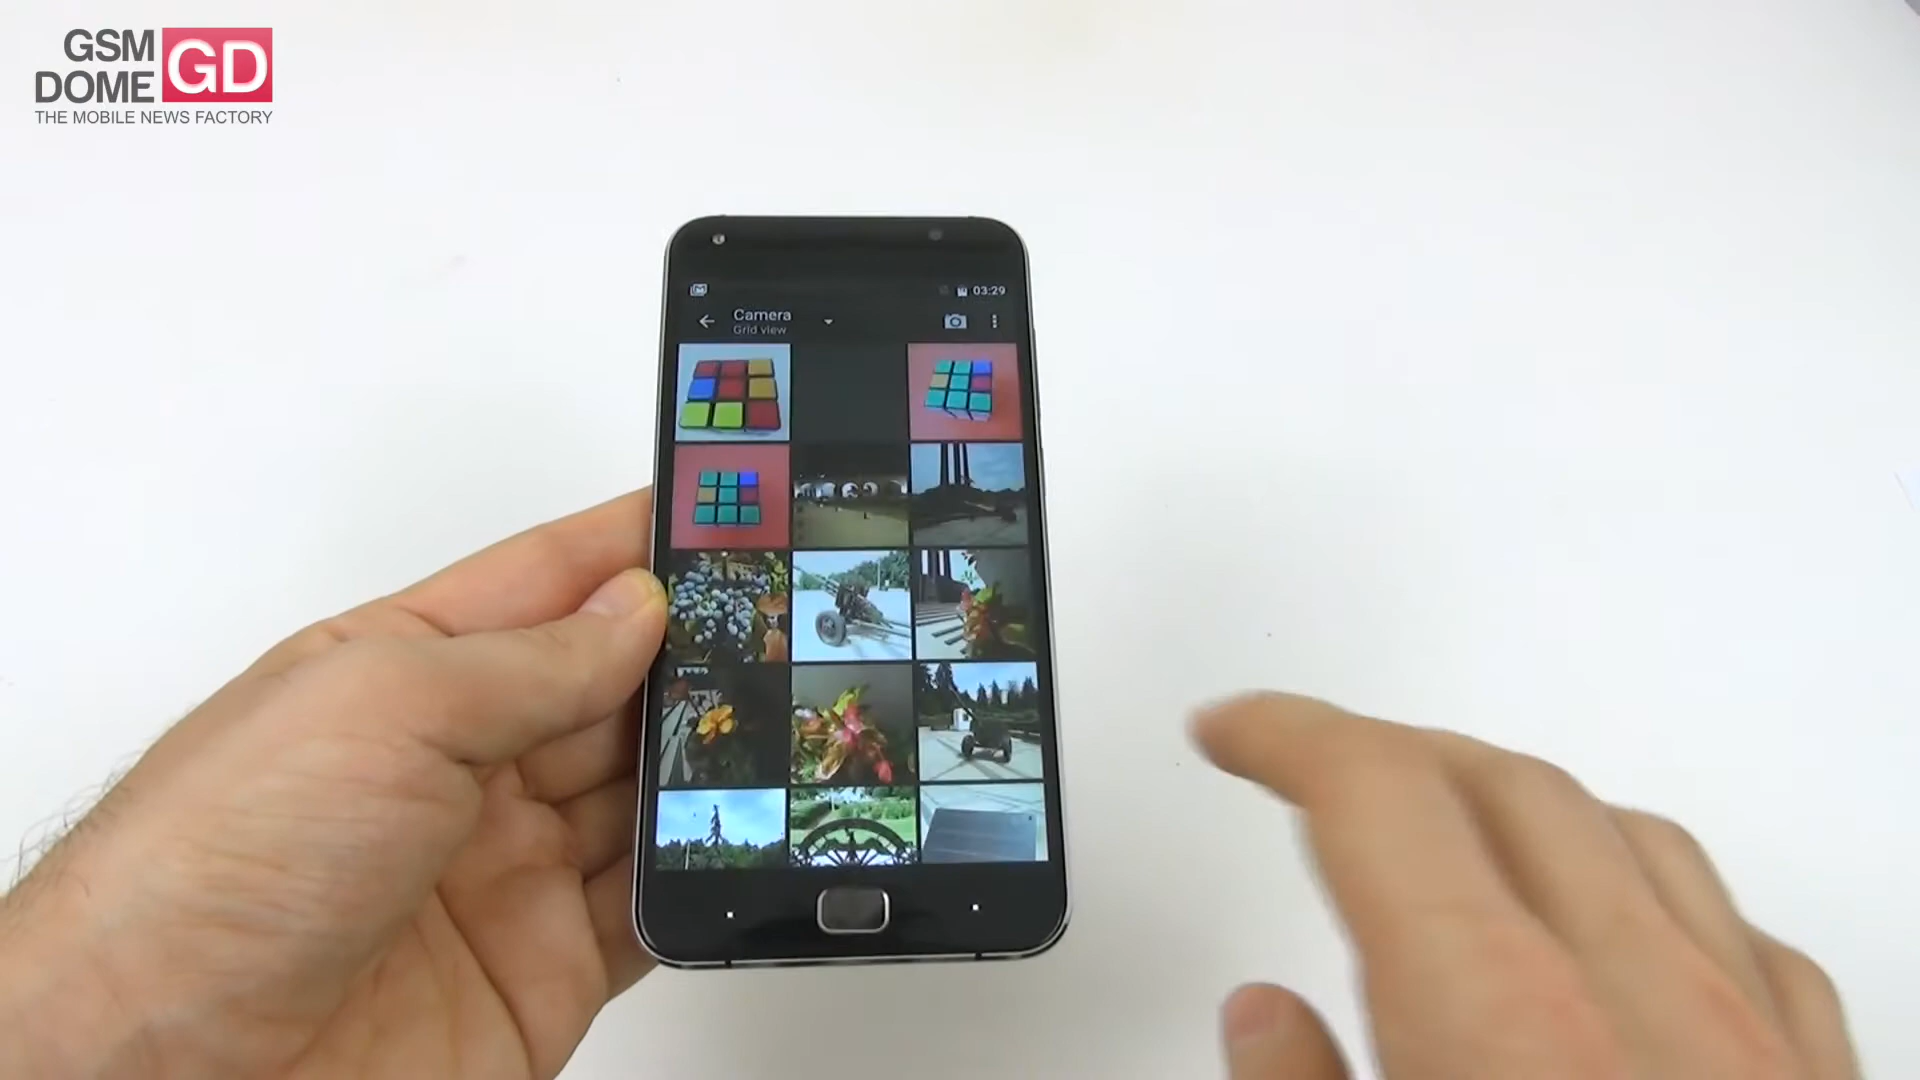 GSM
DOME
GD
THE MOBILE NEWS FACTORY
03:29
Camera
Grid view